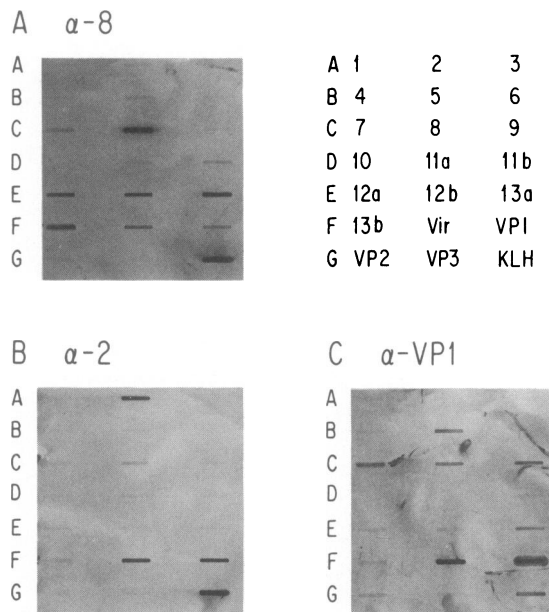 A α-8
A
B
C
D
E
F
G
A 1 2 3
B 4 5 6
C 7 8 9
D 10 11a 11b
E 12a 12b 13a
F 13b Vir VP1
G VP2 VP3 KLH
B α-2
A
B
C
D
E
F
G
C α-VP1
A
B
C
D
E
F
G